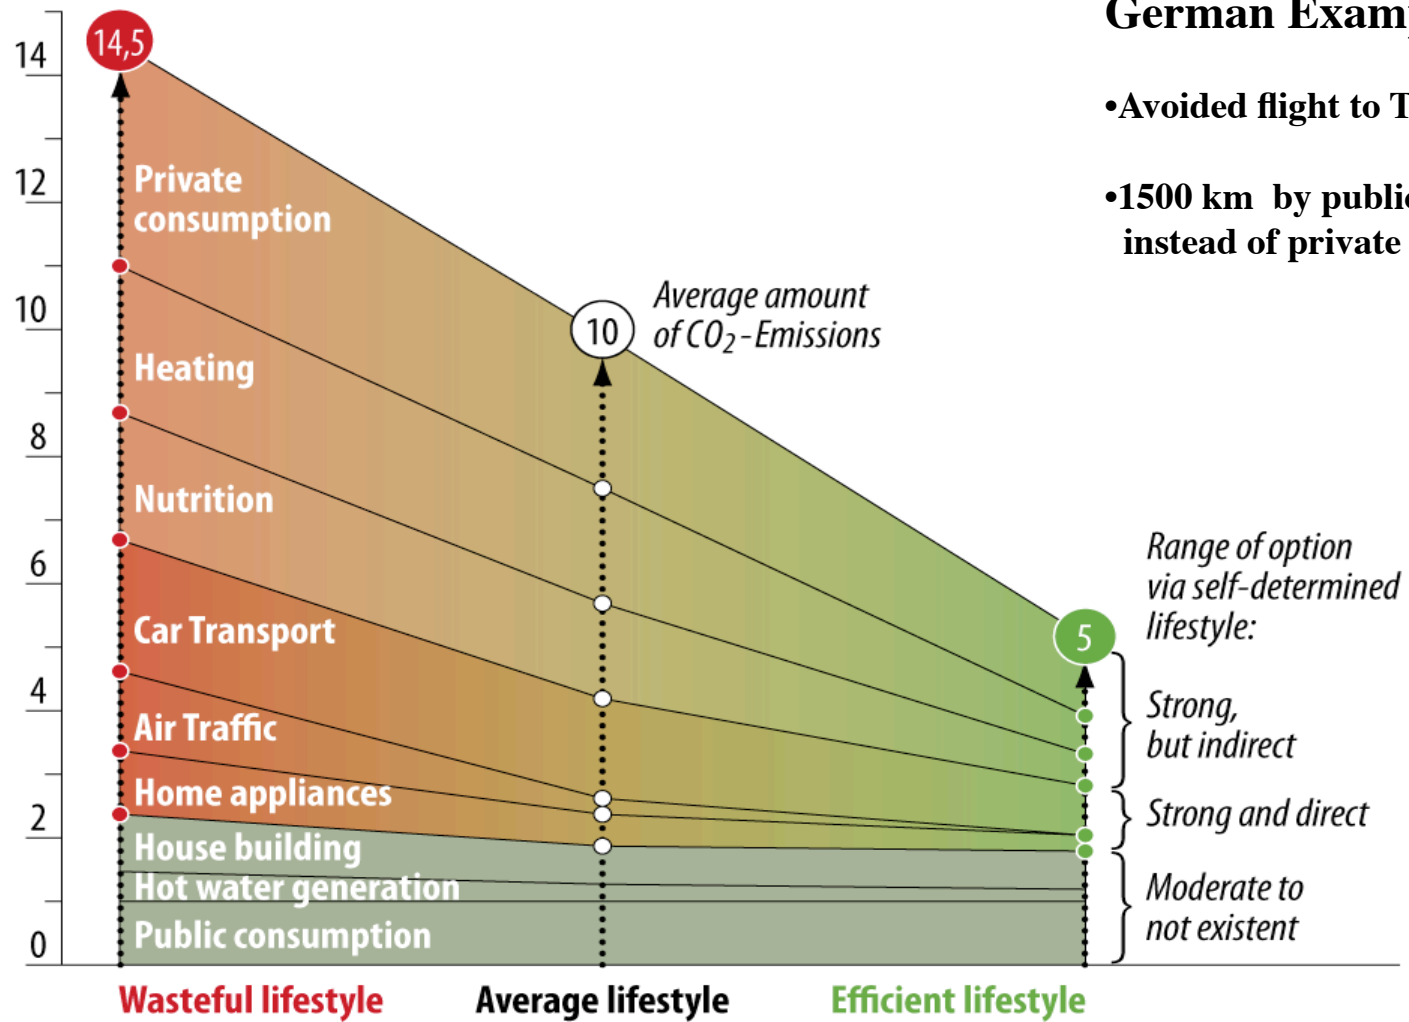 German
•Avoided flight to
•1500 km by
instead of private
14
12
10
8
6
4
2
0
14,5
Private
consumption
Heating
Nutrition
Car Transport
Air Traffic
Home appliances
House building
Hot water generation
Public consumption
10
Average amount
of CO2-Emissions
5
Range of option
via self-determined
lifestyle:
Strong,
but indirect
Strong and direct
Moderate to
not existent
Wasteful lifestyle
Average lifestyle
Efficient lifestyle